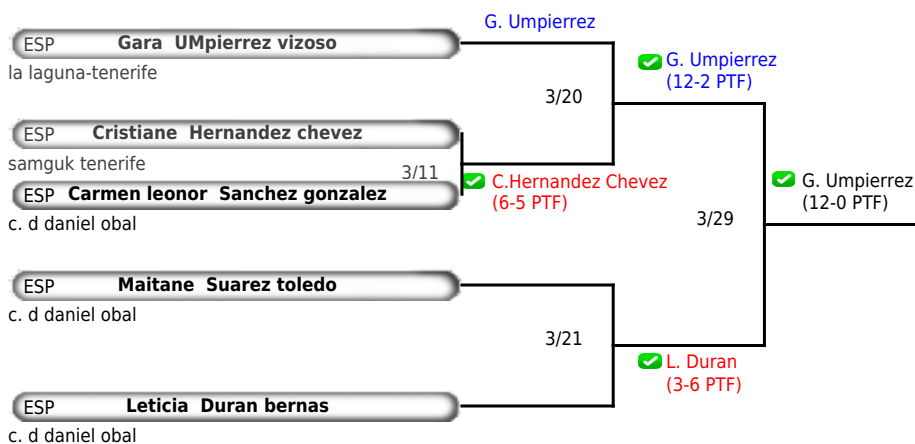 G. Umpierrez
ESP Gara UMpierrez vizoso
la laguna-tenerife
G. Umpierrez
(12-2 PTF)
3/20
ESP Cristiane Hernandez chevez
samguk tenerife
3/11
C.Hernandez Chevez
(6-5 PTF)
ESP Carmen leonor Sanchez gonzalez
c. d daniel obal
G. Umpierrez
(12-0 PTF)
3/29
ESP Maitane Suarez toledo
c. d daniel obal
3/21
L. Duran
(3-6 PTF)
ESP Leticia Duran bernas
c. d daniel obal